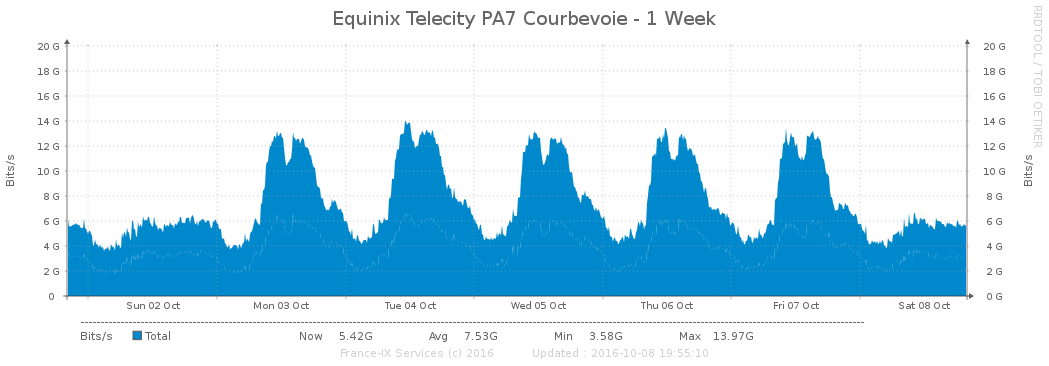 Equinix Telecity PA7 Courbevoie - 1 Week
RRDTOOL / TOBI OETIKER
Bits/s
Bits/s
20 G 20 G
18 G 18 G
16 G 16 G
14 G 14 G
12 G 12 G
10 G 10 G
8 G 8 G
6 G 6 G
4 G 4 G
2 G 2 G
0 0 G
Sun 02 Oct Mon 03 Oct Tue 04 Oct Wed 05 Oct Thu 06 Oct Fri 07 Oct Sat 08 Oct
Bits/s Total Now 5.42G Avg 7.53G Min 3.58G Max 13.97G
France-IX Services (c) 2016 Updated : 2016-10-08 19:55:10